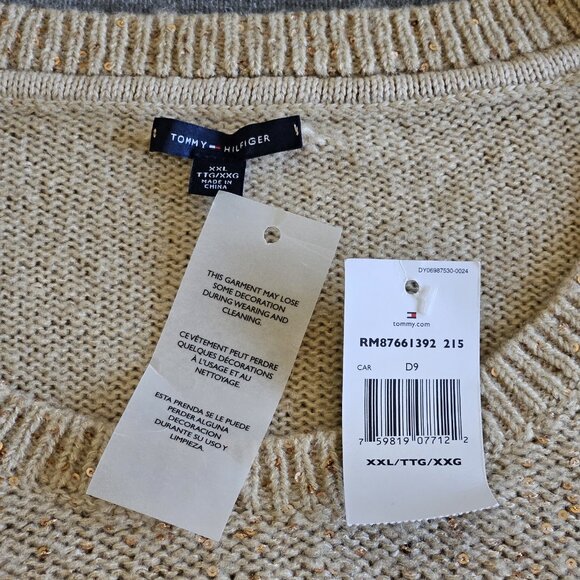 TOMMY HILFIGER
XXL
TTG/XXG
MADE IN
CHINA
THIS GARMENT MAY LOSE
SOME DECORATION
DURING WEARING AND
CLEANING.
CE VÊTEMENT PEUT PERDRE
QUELQUES DÉCORATIONS
À L'USAGE ET AU
NETTOYAGE.
ESTA PRENDA SE LE PUEDE
PERDER ALGUNA
DECORACION
DURANTE SU USO Y
LIMPIEZA.
DY06987530-0024
tommy.com
RM87661392 215
CAR D9
7 59819 07712 2
XXL/TTG/XXG